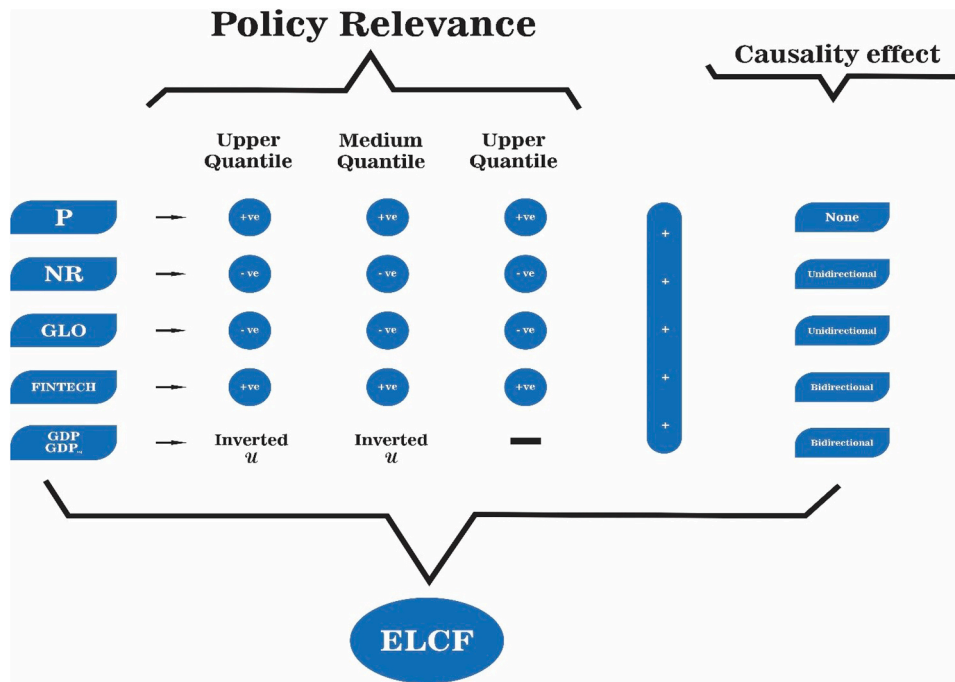 Policy Relevance
Causality effect
Upper
Quantile
Medium
Quantile
Upper
Quantile
P
+ve
+ve
+ve
+
None
NR
- ve
- ve
- ve
+
Unidirectional
GLO
- ve
- ve
- ve
+
Unidirectional
FINTECH
+ve
+ve
+ve
+
Bidirectional
GDP
GDP
Inverted
u
Inverted
u
+
Bidirectional
ELCF